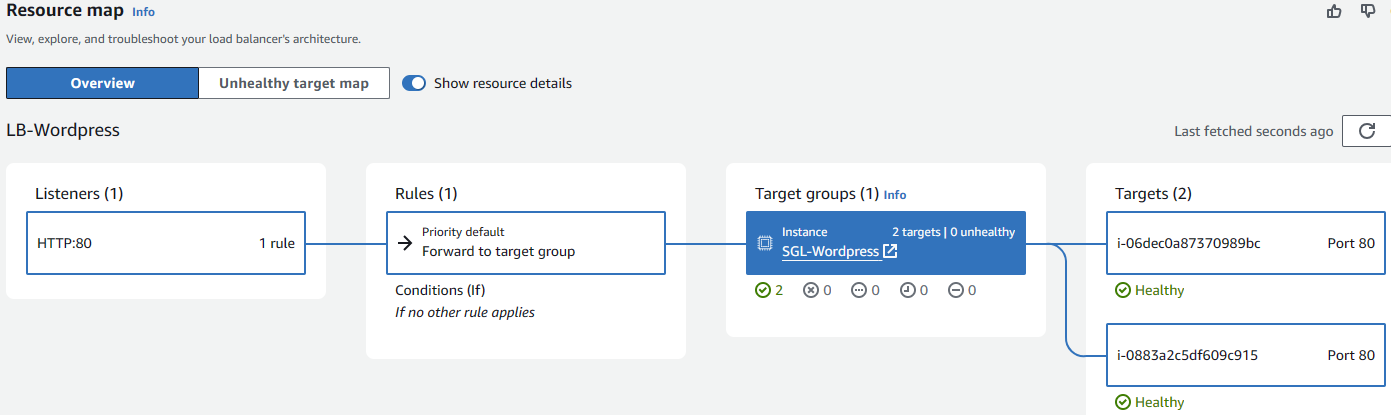 Resource map Info
View, explore, and troubleshoot your load balancer's architecture.
Overview
Unhealthy target map
Show resource details
LB-Wordpress
Last fetched seconds ago
Listeners (1)
HTTP:80 1 rule
Rules (1)
Priority default
Forward to target group
Conditions (If)
If no other rule applies
Target groups (1) Info
Instance 2 targets | 0 unhealthy
SGL-Wordpress
2 0 0 0 0
Targets (2)
i-06dec0a87370989bc Port 80
Healthy
i-0883a2c5df609c915 Port 80
Healthy